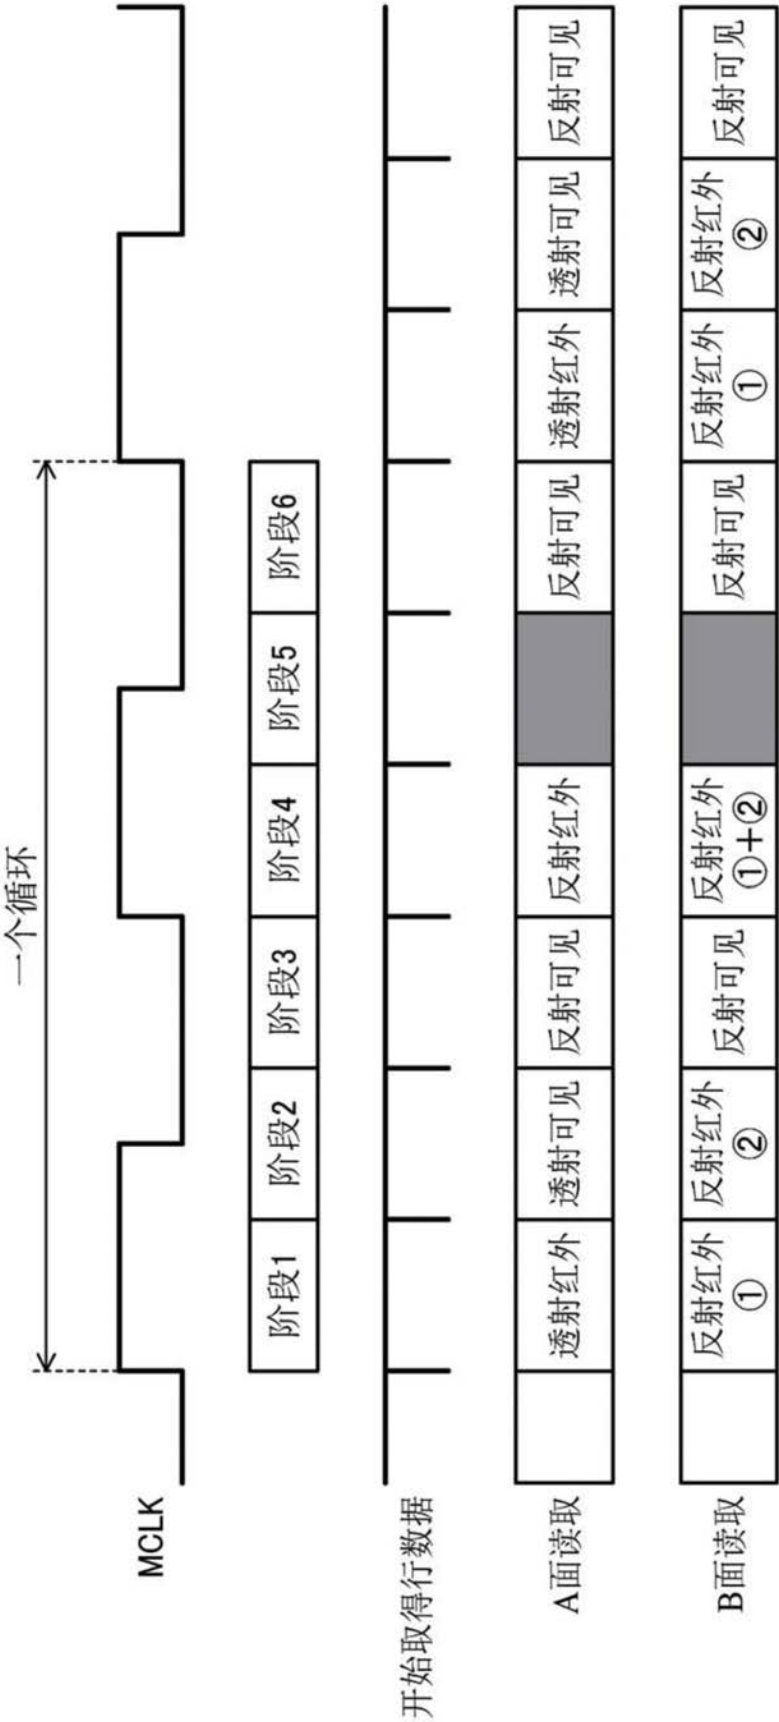 一个循环
MCLK
阶段1
阶段2
阶段3
阶段4
阶段5
阶段6
开始取得行数据
A面读取
透射红外
透射可见
反射可见
反射红外
反射可见
透射红外
透射可见
反射可见
B面读取
反射红外
①
反射红外
②
反射可见
反射红外
①+②
反射可见
反射红外
①
反射红外
②
反射可见